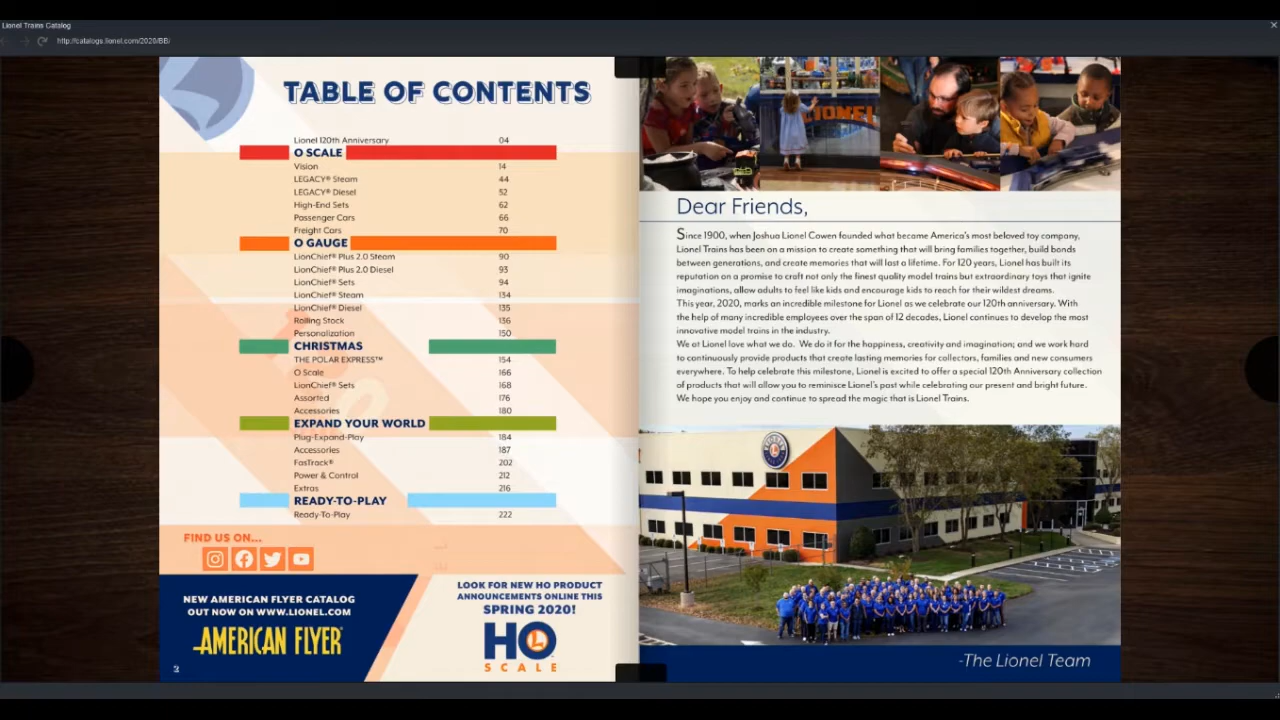 Lionel Trains Catalog
http://catalogs.lionel.com/2020/BB/
TABLE OF CONTENTS
Lionel 120th Anniversary 04
O SCALE
Vision 14
LEGACY® Steam 44
LEGACY® Diesel 52
High-End Sets 62
Passenger Cars 66
Freight Cars 70
O GAUGE
LionChief® Plus 2.0 Steam 90
LionChief® Plus 2.0 Diesel 93
LionChief® Sets 94
LionChief® Steam 134
LionChief® Diesel 135
Rolling Stock 136
Personalization 150
CHRISTMAS
THE POLAR EXPRESS™ 154
O Scale 166
LionChief® Sets 168
Assorted 176
Accessories 180
EXPAND YOUR WORLD
Plug-Expand-Play 184
Accessories 187
FasTrack® 202
Power & Control 212
Extras 216
READY-TO-PLAY
Ready-To-Play 222
FIND US ON...
NEW AMERICAN FLYER CATALOG
OUT NOW ON WWW.LIONEL.COM
AMERICAN FLYER
LOOK FOR NEW HO PRODUCT
ANNOUNCEMENTS ONLINE THIS
SPRING 2020!
HO
SCALE
LIONEL
Dear Friends,
Since 1900, when Joshua Lionel Cowen founded what became America's most beloved toy company,
Lionel Trains has been on a mission to create something that will bring families together, build bonds
between generations, and create memories that will last a lifetime. For 120 years, Lionel has built its
reputation on a promise to craft not only the finest quality model trains but extraordinary toys that ignite
imaginations, allow adults to feel like kids and encourage kids to reach for their wildest dreams.
This year, 2020, marks an incredible milestone for Lionel as we celebrate our 120th anniversary. With
the help of many incredible employees over the span of 12 decades, Lionel continues to develop the most
innovative model trains in the industry.
We at Lionel love what we do. We do it for the happiness, creativity and imagination; and we work hard
to continuously provide products that create lasting memories for collectors, families and new consumers
everywhere. To help celebrate this milestone, Lionel is excited to offer a special 120th Anniversary collection
of products that will allow you to reminisce Lionel's past while celebrating our present and bright future.
We hope you enjoy and continue to spread the magic that is Lionel Trains.
-The Lionel Team